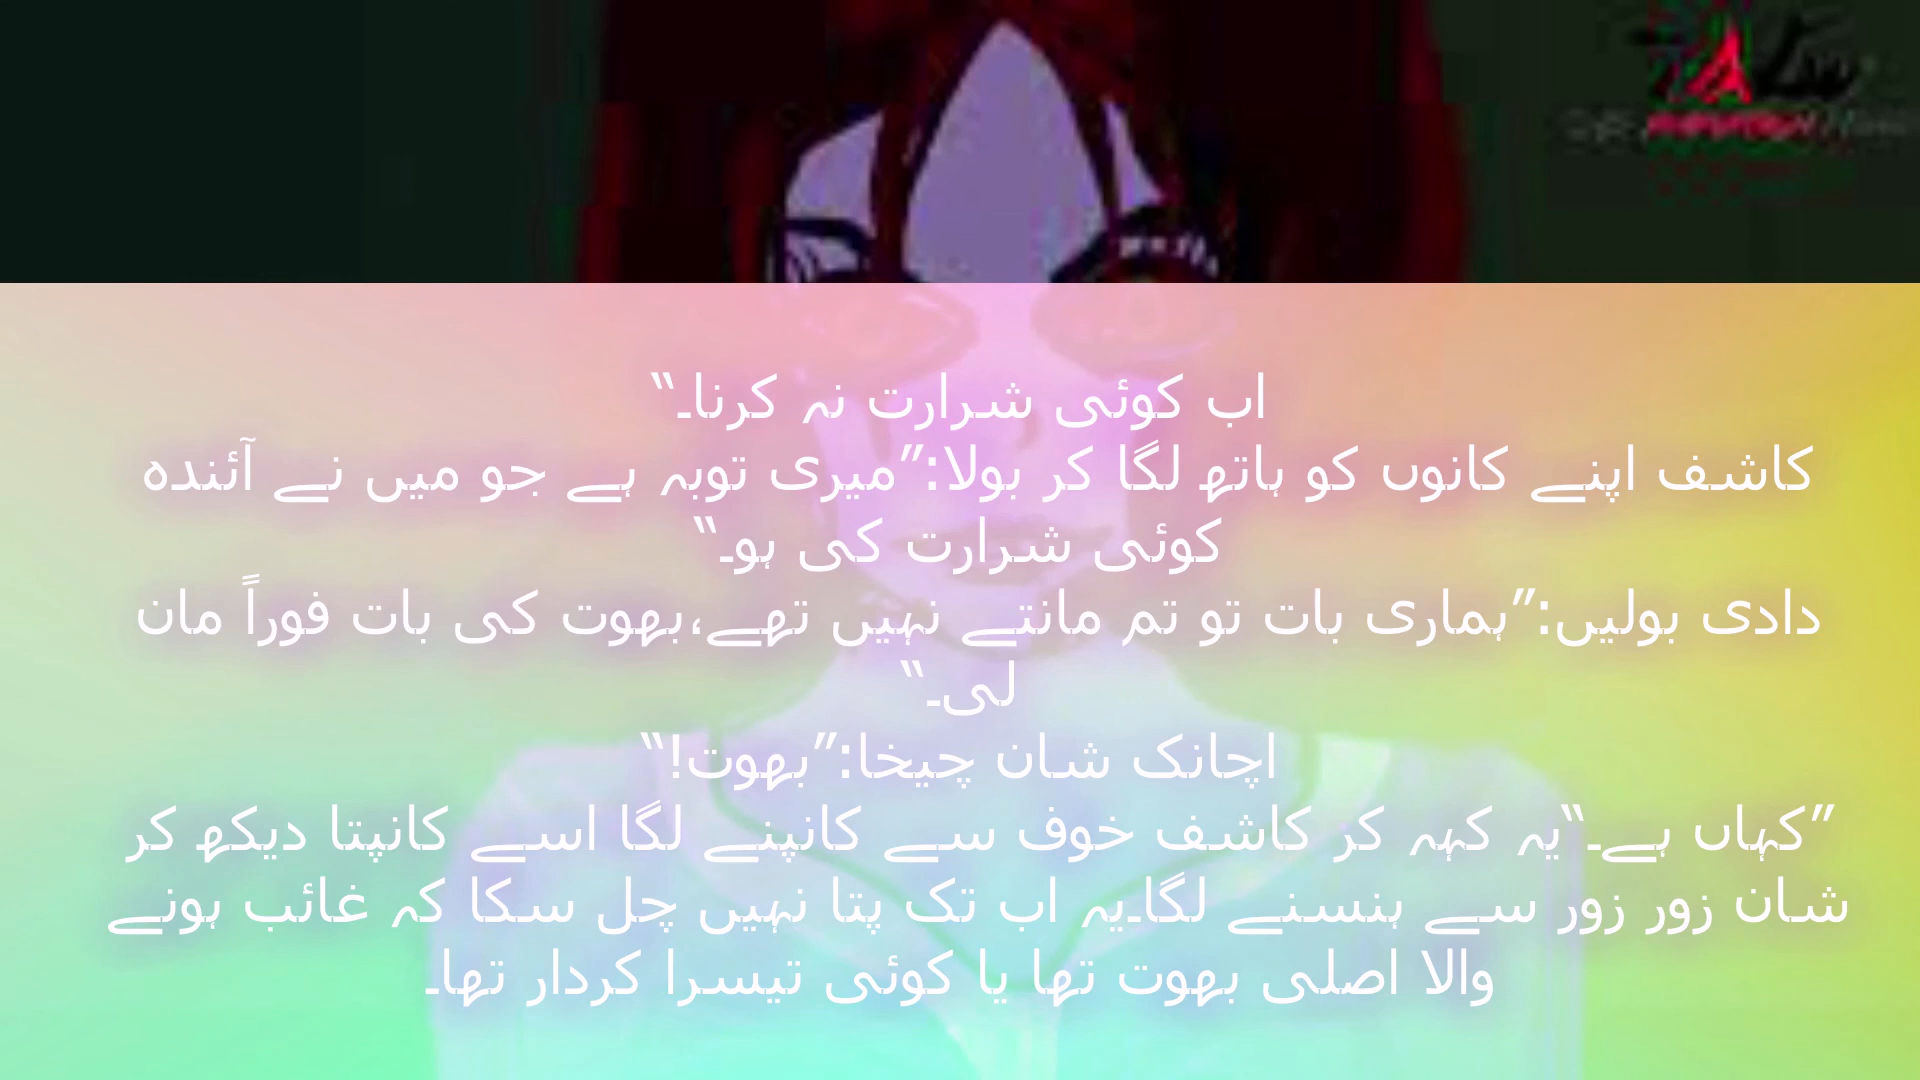 اب کوئی شرارت نہ کرنا۔“
کاشف اپنے کانوں کو ہاتھ لگا کر بولا:”میری توبہ ہے جو میں نے آئندہ
کوئی شرارت کی ہو۔“
دادی بولیں:”ہماری بات تو تم مانتے نہیں تھے،بھوت کی بات فوراً مان
لی۔“
اچانک شان چیخا:”بھوت!“
”کہاں ہے۔“یہ کہہ کر کاشف خوف سے کانپنے لگا اسے کانپتا دیکھ کر
شان زور زور سے ہنسنے لگا۔یہ اب تک پتا نہیں چل سکا کہ غائب ہونے
والا اصلی بھوت تھا یا کوئی تیسرا کردار تھا۔